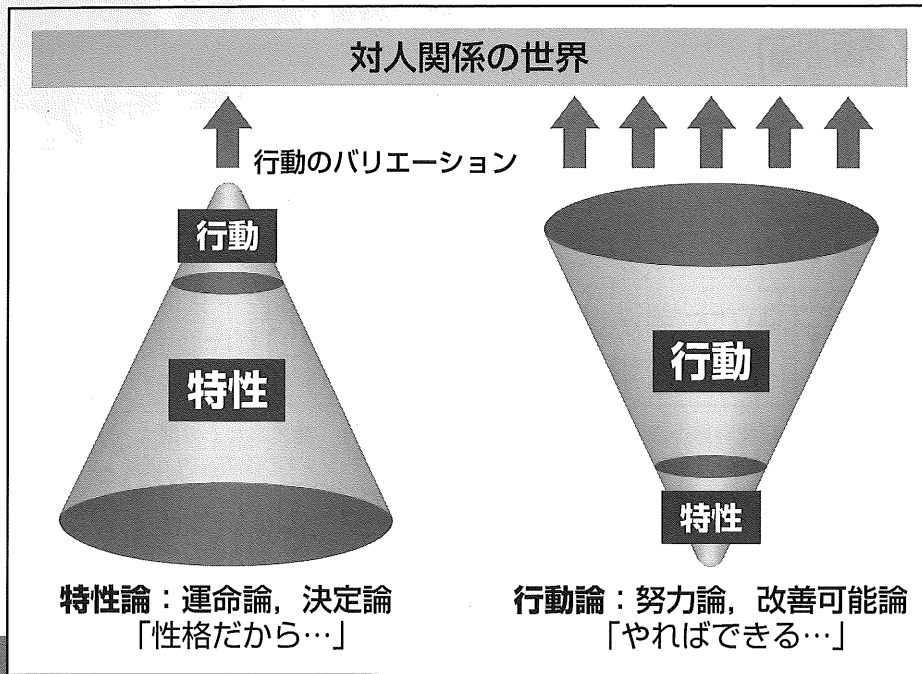 対人関係の世界
行動のバリエーション
行動
特性
行動
特性
特性論：運命論，決定論
「性格だから…」
行動論：努力論，改善可能論
「やればできる…」